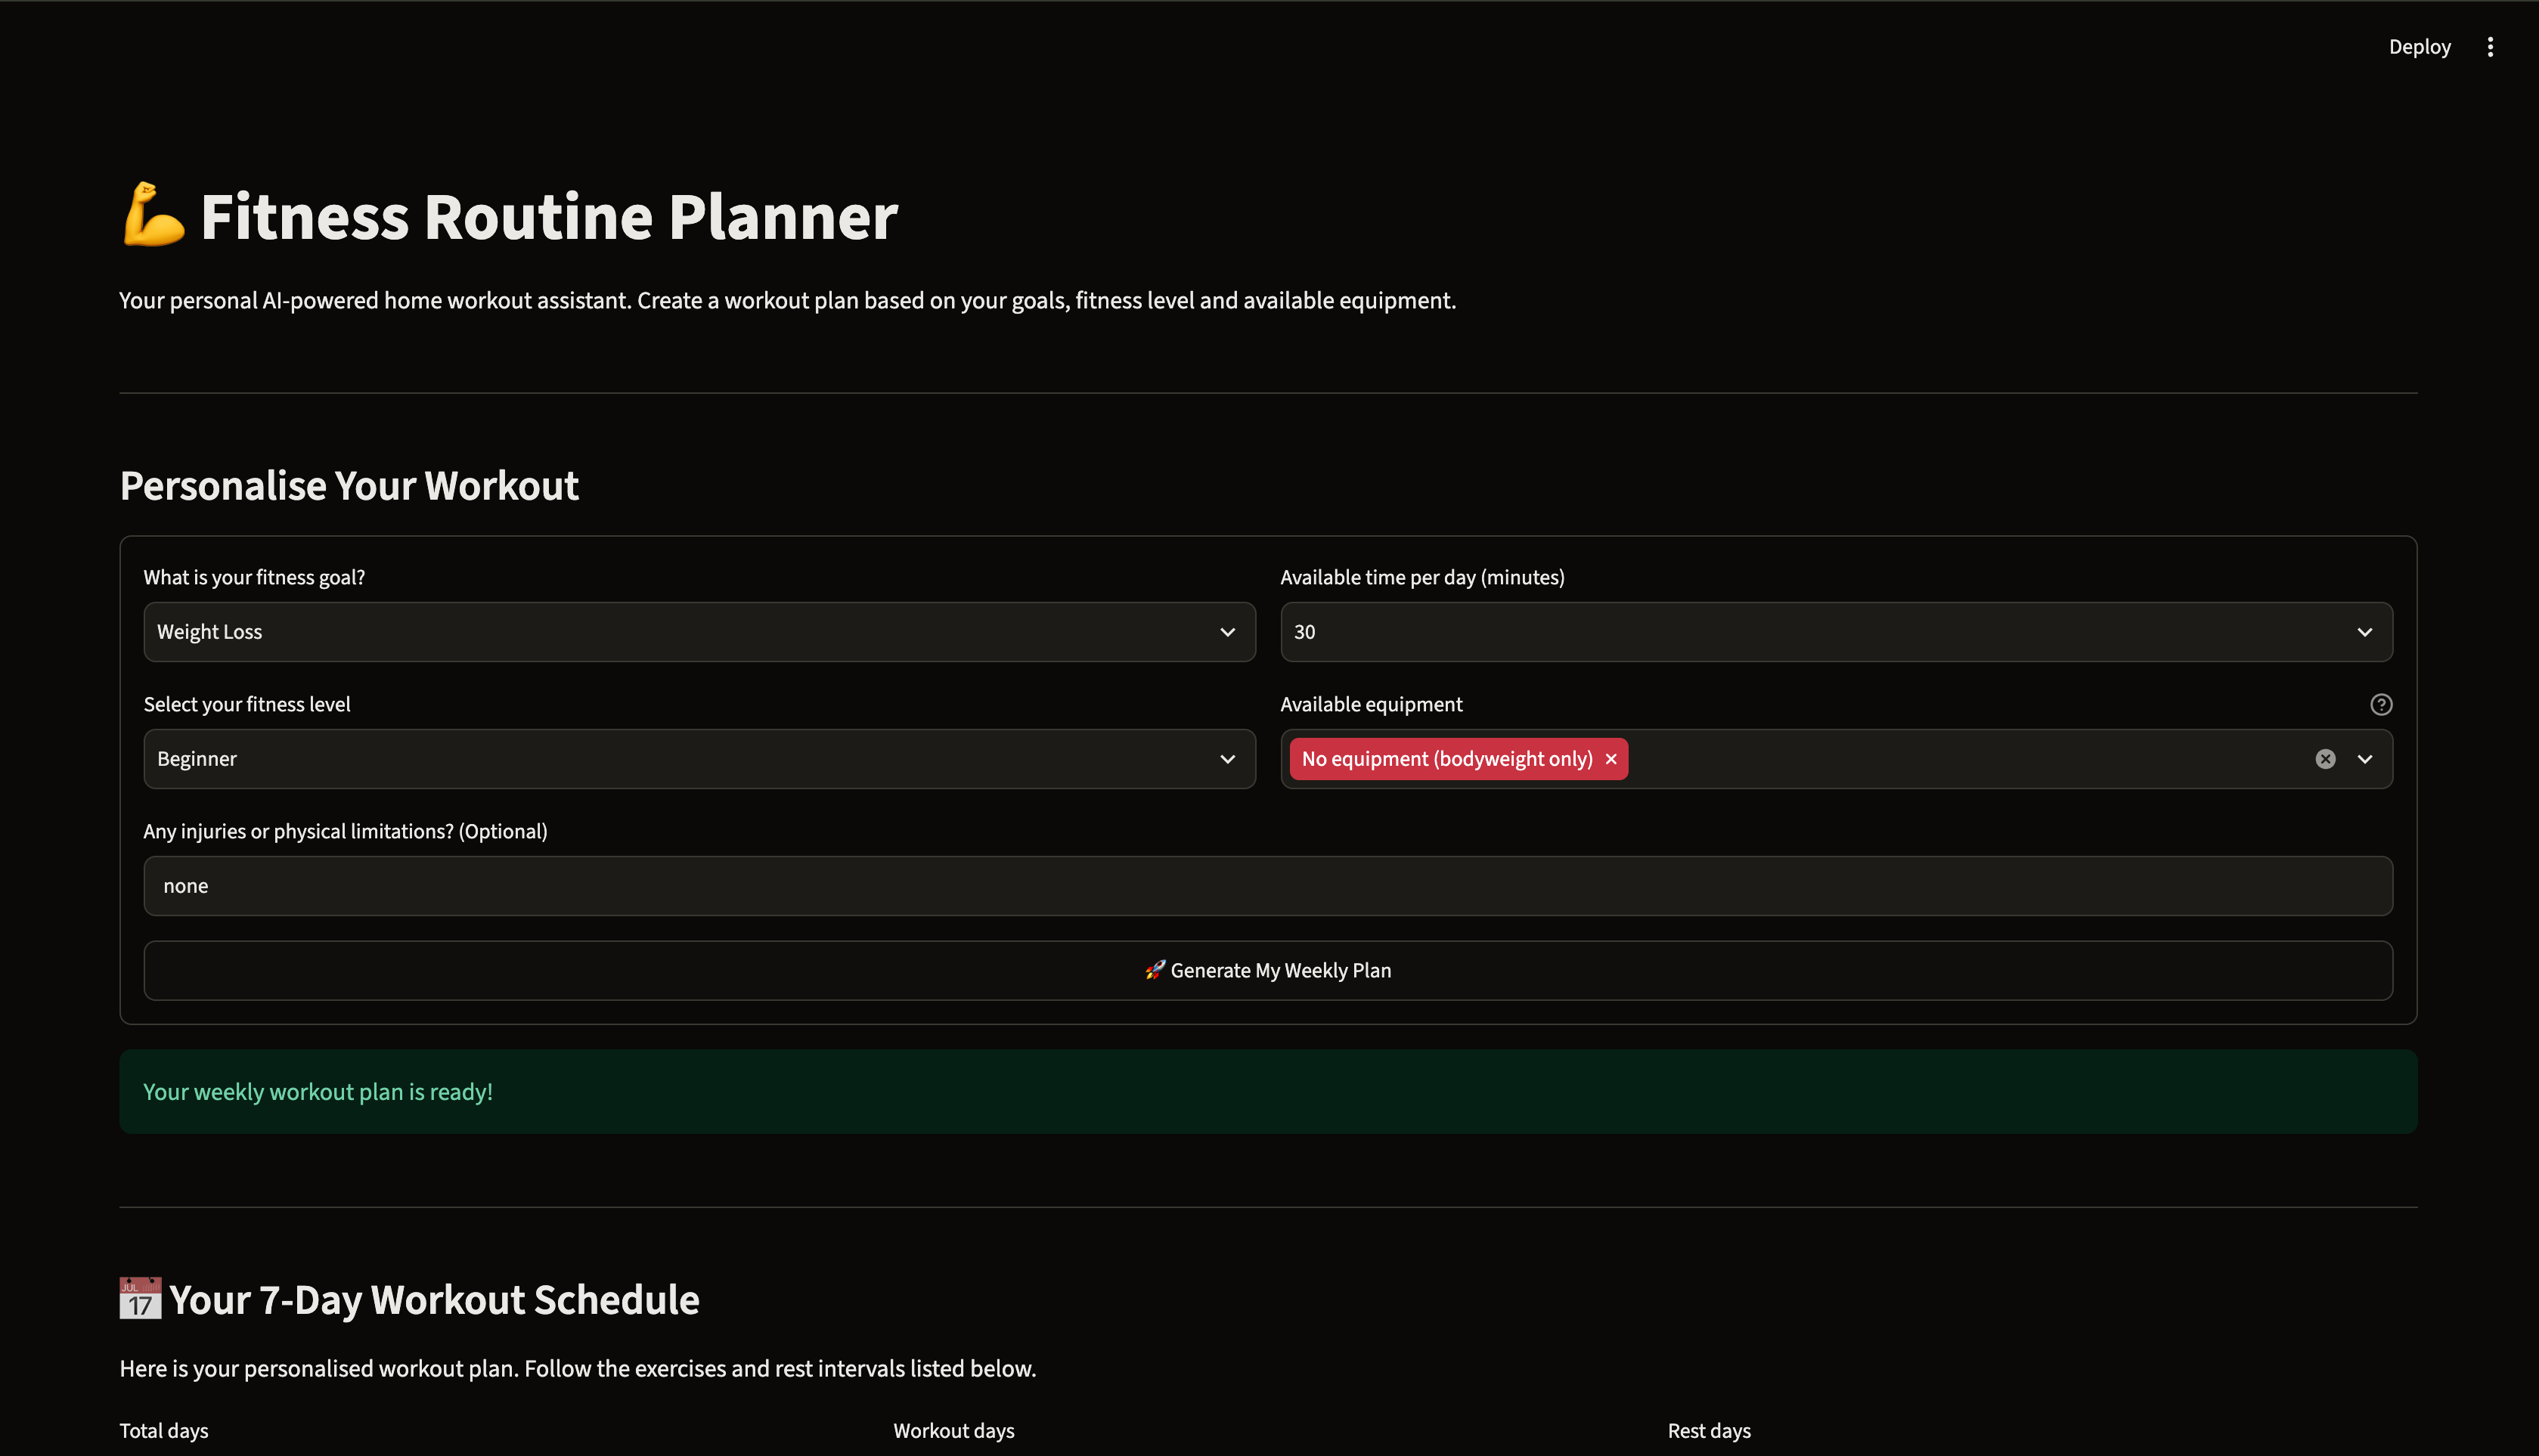 Deploy
💪 Fitness Routine Planner
Your personal AI-powered home workout assistant. Create a workout plan based on your goals, fitness level and available equipment.
Personalise Your Workout
What is your fitness goal?
Available time per day (minutes)
Weight Loss
30
Select your fitness level
Available equipment
Beginner
No equipment (bodyweight only)
Any injuries or physical limitations? (Optional)
none
🚀 Generate My Weekly Plan
Your weekly workout plan is ready!
📅 Your 7-Day Workout Schedule
Here is your personalised workout plan. Follow the exercises and rest intervals listed below.
Total days
Workout days
Rest days